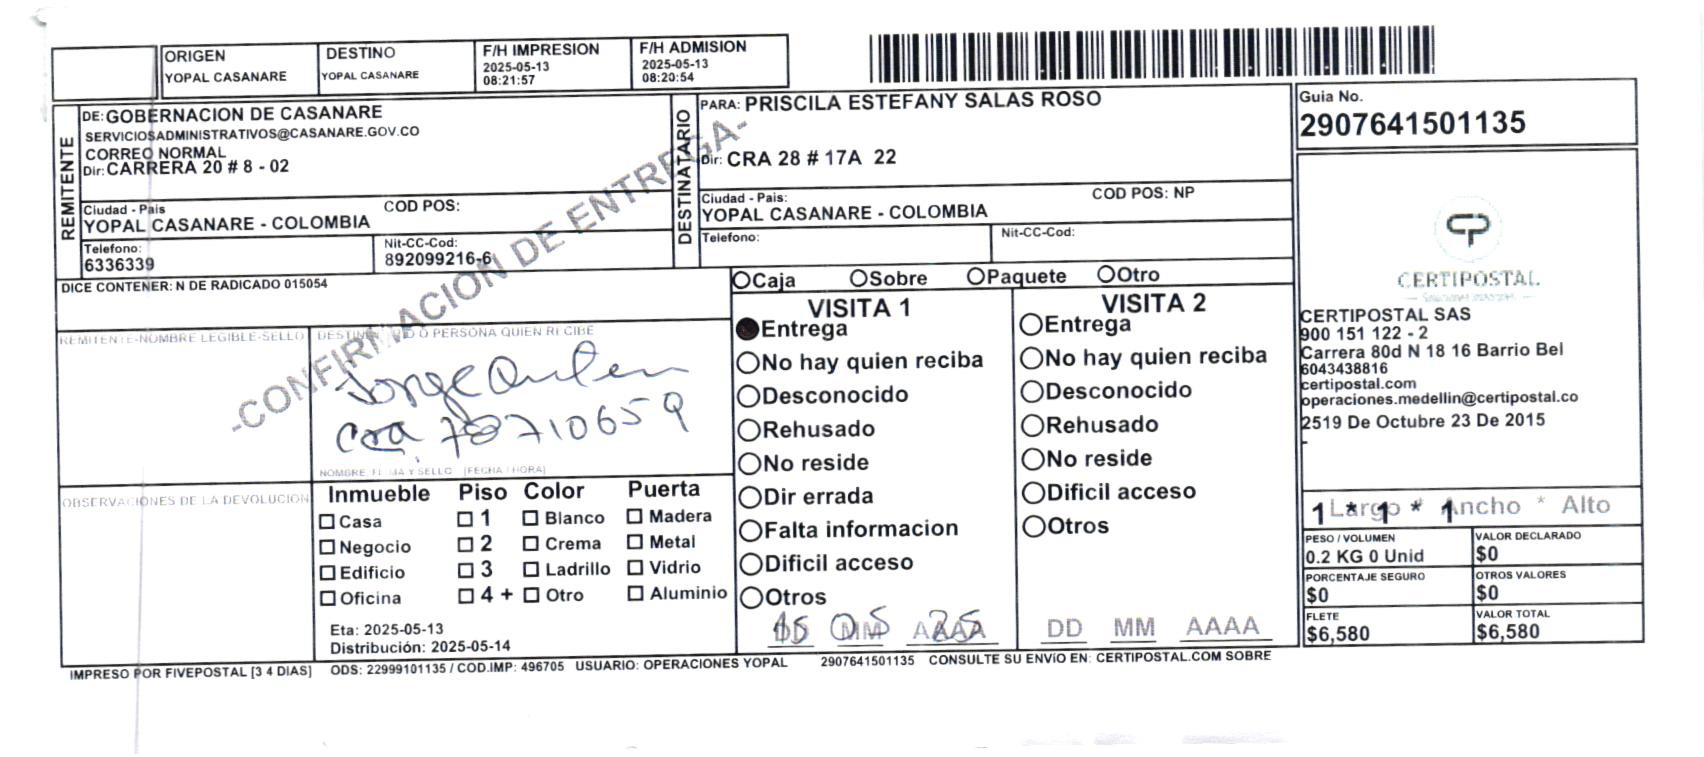 ORIGEN
YOPAL CASANARE
DESTINO
YOPAL CASANARE
F/H IMPRESION
2025-05-13
08:21:57
F/H ADMISION
2025-05-13
08:20:54
REMITENTE
DE: GOBERNACION DE CASANARE
SERVICIOSADMINISTRATIVOS@CASANARE.GOV.CO
CORREO NORMAL
Dir: CARRERA 20 # 8 - 02
Ciudad - Pais
COD POS:
YOPAL CASANARE - COLOMBIA
Telefono:
6336339
Nit-CC-Cod:
892099216-6
DESTINATARIO
PARA: PRISCILA ESTEFANY SALAS ROSO
Dir: CRA 28 # 17A 22
Ciudad - Pais:
COD POS: NP
YOPAL CASANARE - COLOMBIA
Telefono:
Nit-CC-Cod:
Guia No.
2907641501135
-CONFIRMACION DE ENTREGA-
DICE CONTENER: N DE RADICADO 015054
REMITENTE-NOMBRE LEGIBLE-SELLO
DESTINATARIO O PERSONA QUIEN RECIBE
Jorge
78710659
NOMBRE, FIRMA Y SELLO [FECHA / HORA]
OBSERVACIONES DE LA DEVOLUCION
Inmueble Piso Color Puerta
Casa 1 Blanco Madera
Negocio 2 Crema Metal
Edificio 3 Ladrillo Vidrio
Oficina 4 + Otro Aluminio
Eta: 2025-05-13
Distribución: 2025-05-14
Caja Sobre Paquete Otro
VISITA 1
Entrega
No hay quien reciba
Desconocido
Rehusado
No reside
Dir errada
Falta informacion
Dificil acceso
Otros
15 05 25
MM AAAA
VISITA 2
Entrega
No hay quien reciba
Desconocido
Rehusado
No reside
Dificil acceso
Otros
DD MM AAAA
CERTIPOSTAL
CERTIPOSTAL SAS
900 151 122 - 2
Carrera 80d N 18 16 Barrio Bel
6043438816
certipostal.com
operaciones.medellin@certipostal.co
2519 De Octubre 23 De 2015
-
1 * 1 * 1
Largo * Ancho * Alto
PESO / VOLUMEN
0.2 KG 0 Unid
VALOR DECLARADO
$0
PORCENTAJE SEGURO
$0
OTROS VALORES
$0
FLETE
$6,580
VALOR TOTAL
$6,580
IMPRESO POR FIVEPOSTAL [3 4 DIAS] ODS: 22999101135 / COD.IMP: 496705 USUARIO: OPERACIONES YOPAL 2907641501135 CONSULTE SU ENVíO EN: CERTIPOSTAL.COM SOBRE